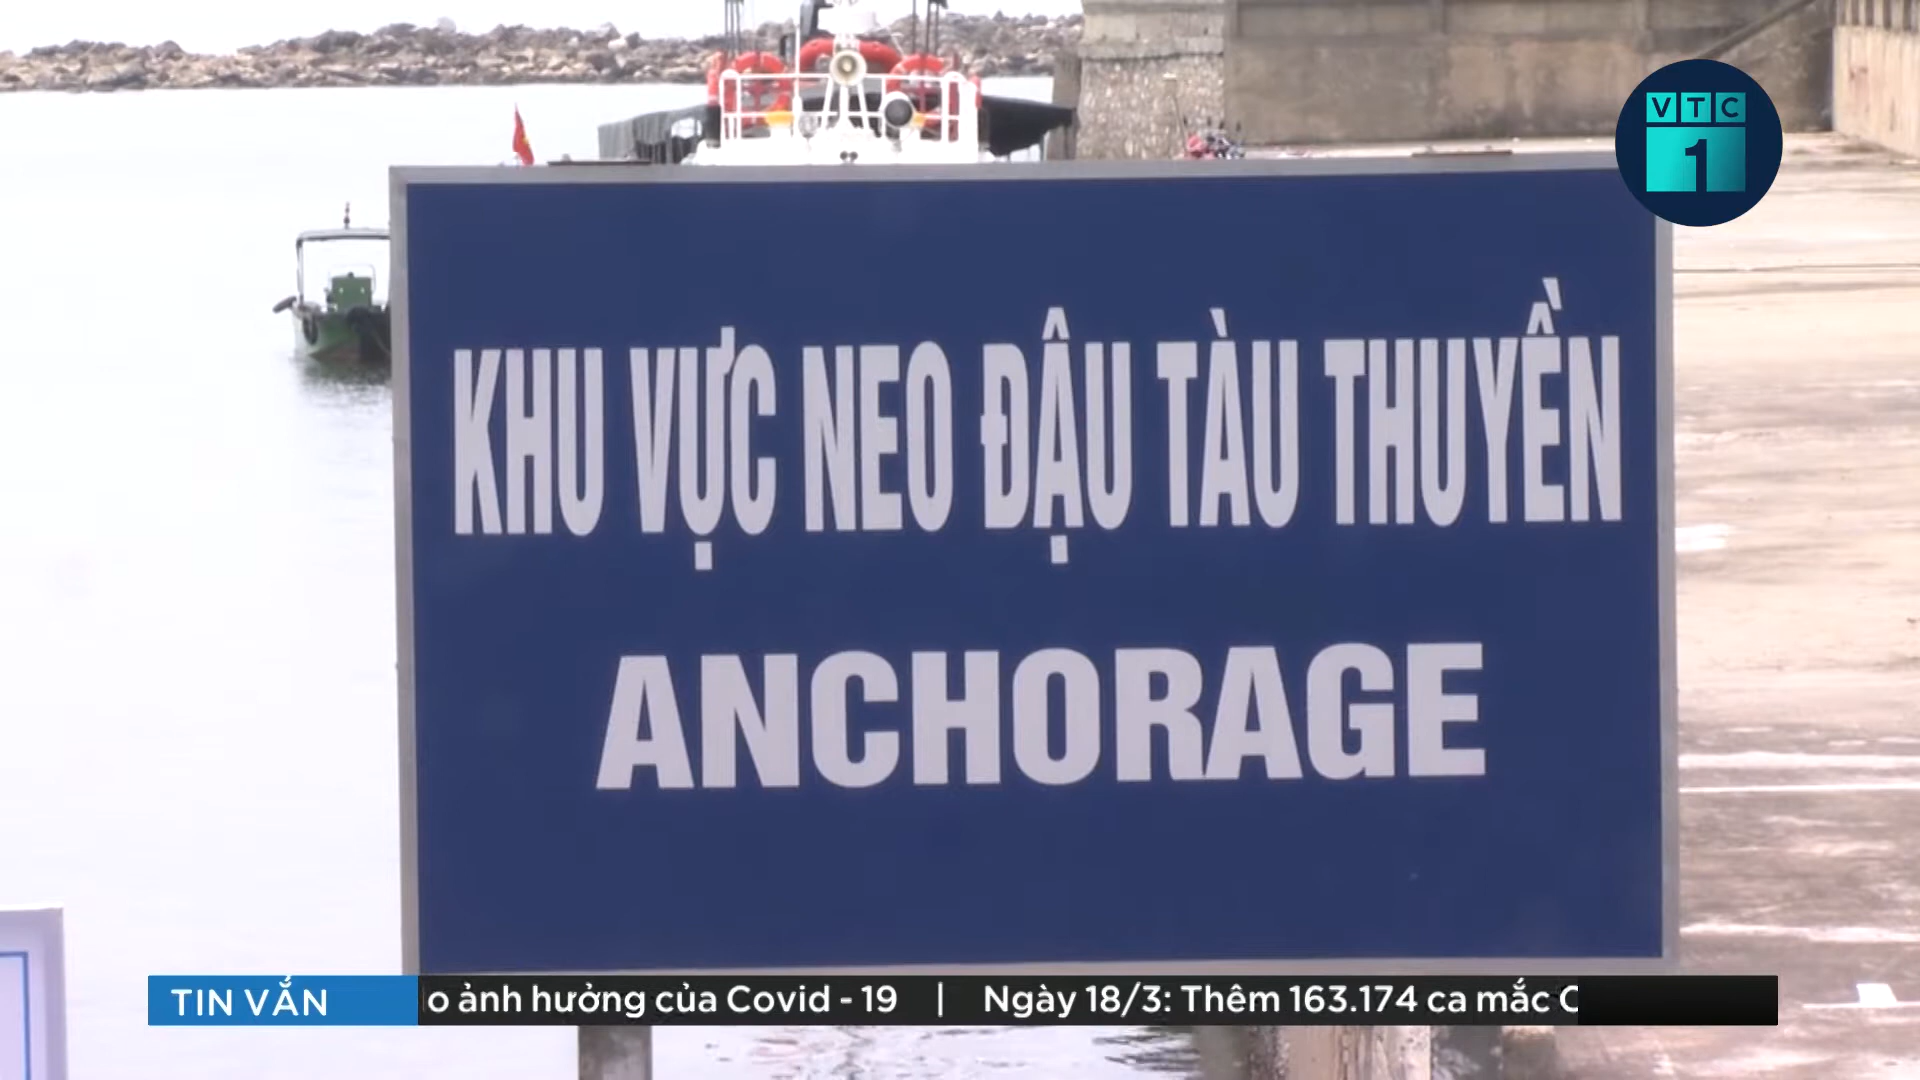 VTC
1
KHU VỰC NEO ĐẬU TÀU THUYỀN
ANCHORAGE
TIN VẮN
ảnh hưởng của Covid - 19 | Ngày 18/3: Thêm 163.174 ca mắc